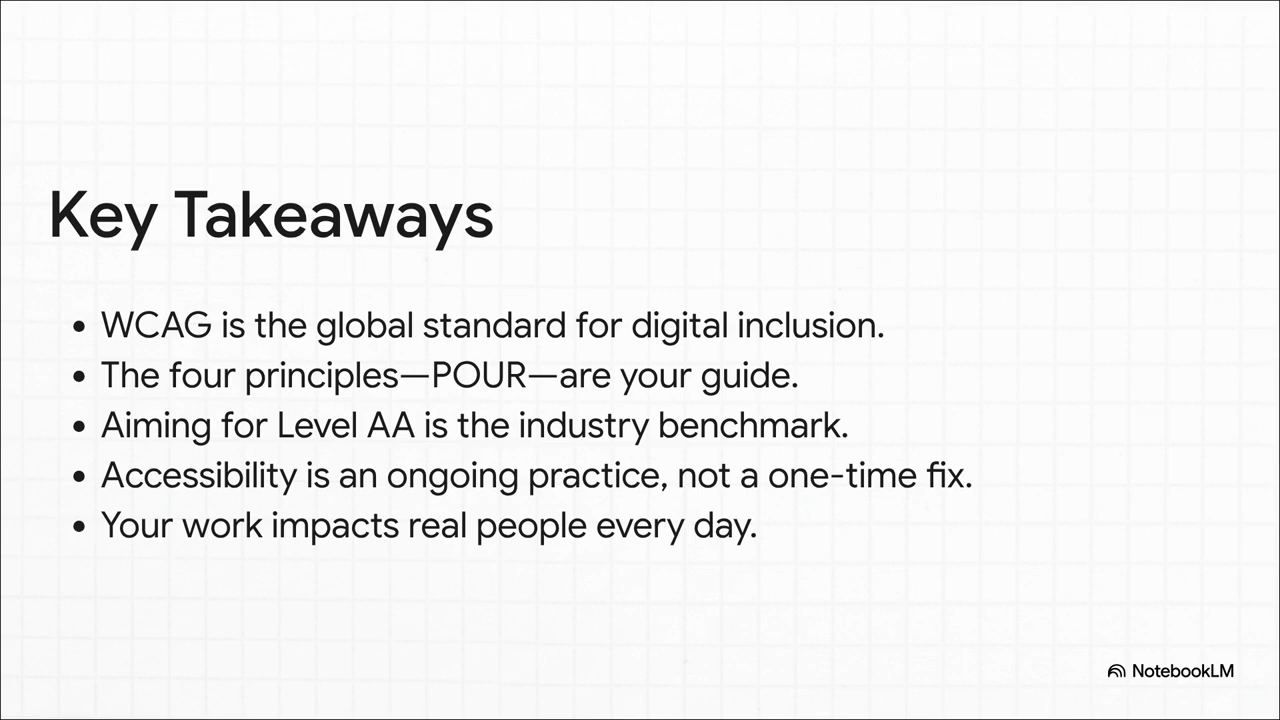 Key Takeaways
• WCAG is the global standard for digital inclusion.
• The four principles—POUR—are your guide.
• Aiming for Level AA is the industry benchmark.
• Accessibility is an ongoing practice, not a one-time fix.
• Your work impacts real people every day.
NotebookLM